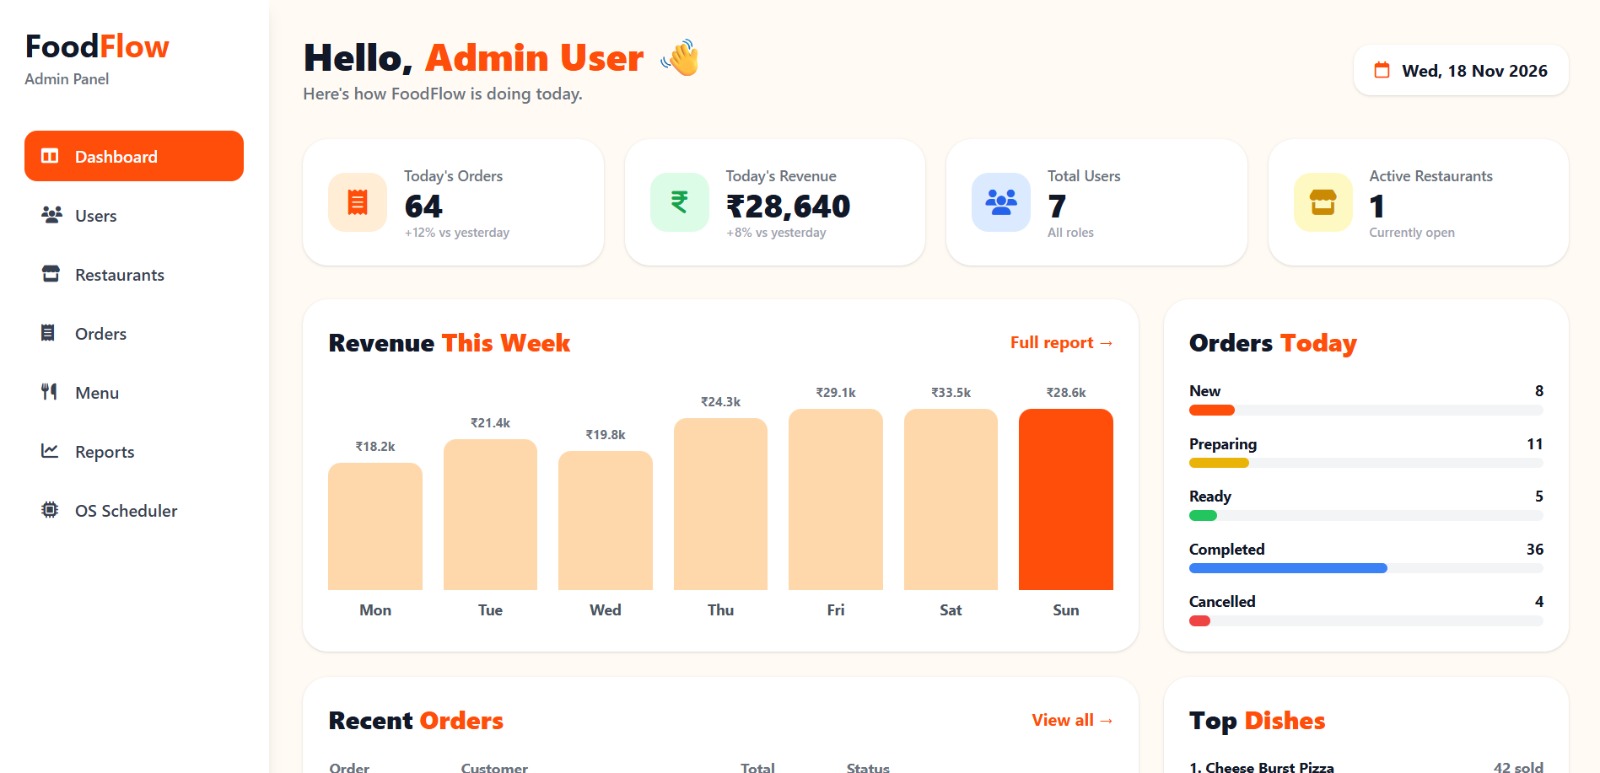 FoodFlow
Admin Panel
Dashboard
Users
Restaurants
Orders
Menu
Reports
OS Scheduler
Hello, Admin User 👋
Here's how FoodFlow is doing today.
Wed, 18 Nov 2026
Today's Orders
64
+12% vs yesterday
Today's Revenue
₹28,640
+8% vs yesterday
Total Users
7
All roles
Active Restaurants
1
Currently open
Revenue This Week
Full report →
₹18.2k
₹21.4k
₹19.8k
₹24.3k
₹29.1k
₹33.5k
₹28.6k
Mon
Tue
Wed
Thu
Fri
Sat
Sun
Orders Today
New 8
Preparing 11
Ready 5
Completed 36
Cancelled 4
Recent Orders
View all →
Order Customer Total Status
Top Dishes
1. Cheese Burst Pizza 42 sold